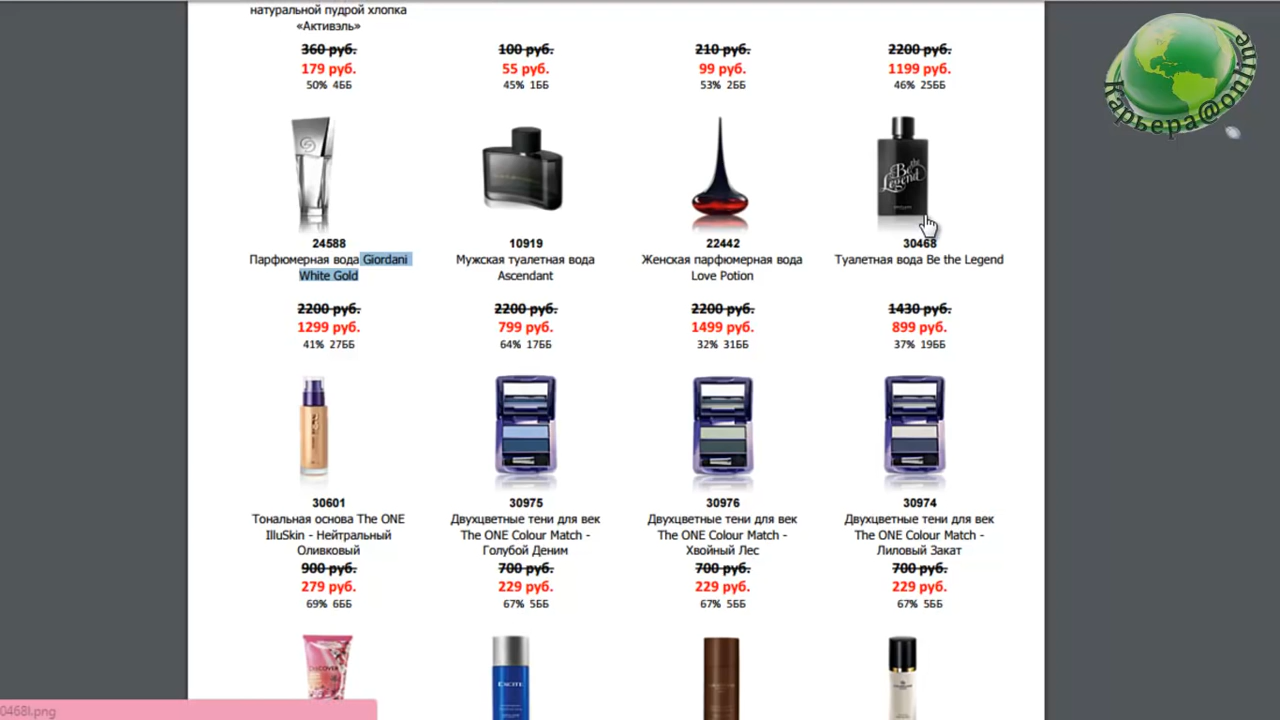 натуральной пудрой хлопка
«Активэль»
360 руб. 100 руб. 210 руб. 2200 руб.
179 руб. 55 руб. 99 руб. 1199 руб.
50% 4ББ 45% 1ББ 53% 2ББ 46% 25ББ
Карьера@online
Be the Legend
24588 10919 22442 30468
Парфюмерная вода Giordani Мужская туалетная вода Женская парфюмерная вода Туалетная вода Be the Legend
White Gold Ascendant Love Potion
2200 руб. 2200 руб. 2200 руб. 1430 руб.
1299 руб. 799 руб. 1499 руб. 899 руб.
41% 27ББ 64% 17ББ 32% 31ББ 37% 19ББ
30601 30975 30976 30974
Тональная основа The ONE Двухцветные тени для век Двухцветные тени для век Двухцветные тени для век
IlluSkin - Нейтральный The ONE Colour Match - The ONE Colour Match - The ONE Colour Match -
Оливковый Голубой Деним Хвойный Лес Лиловый Закат
900 руб. 700 руб. 700 руб. 700 руб.
279 руб. 229 руб. 229 руб. 229 руб.
69% 6ББ 67% 5ББ 67% 5ББ 67% 5ББ
DISCOVER EXCITE
0468l.png